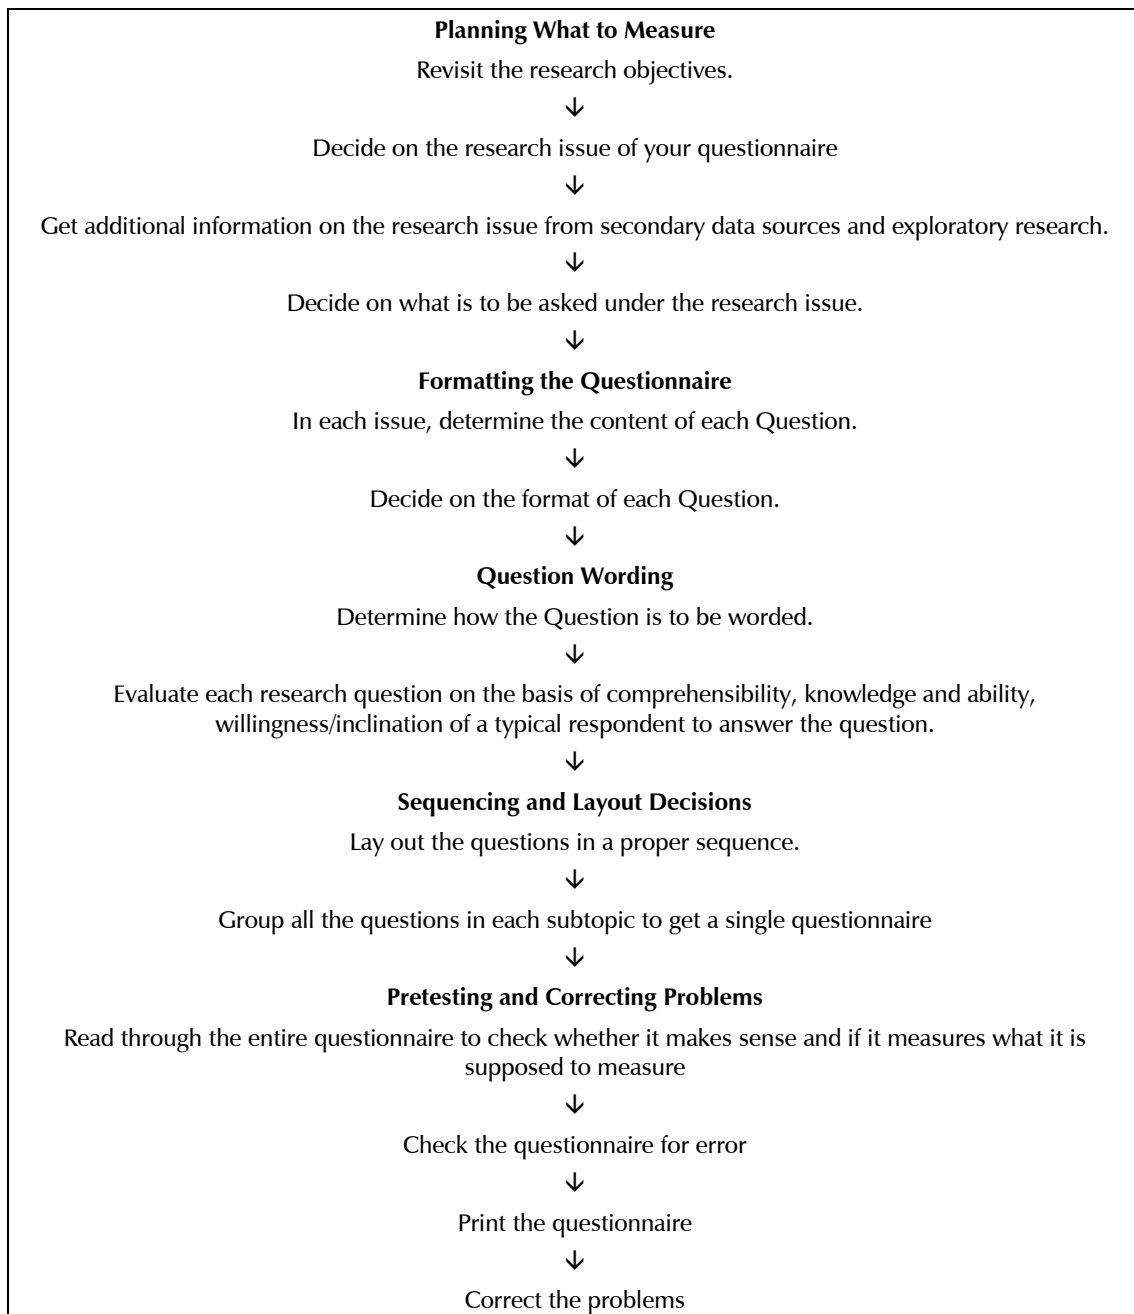 Planning What to Measure
Revisit the research objectives.
↓
Decide on the research issue of your questionnaire
↓
Get additional information on the research issue from secondary data sources and exploratory research.
↓
Decide on what is to be asked under the research issue.
↓
Formatting the Questionnaire
In each issue, determine the content of each Question.
↓
Decide on the format of each Question.
↓
Question Wording
Determine how the Question is to be worded.
↓
Evaluate each research question on the basis of comprehensibility, knowledge and ability,
willingness/inclination of a typical respondent to answer the question.
↓
Sequencing and Layout Decisions
Lay out the questions in a proper sequence.
↓
Group all the questions in each subtopic to get a single questionnaire
↓
Pretesting and Correcting Problems
Read through the entire questionnaire to check whether it makes sense and if it measures what it is
supposed to measure
↓
Check the questionnaire for error
↓
Print the questionnaire
↓
Correct the problems